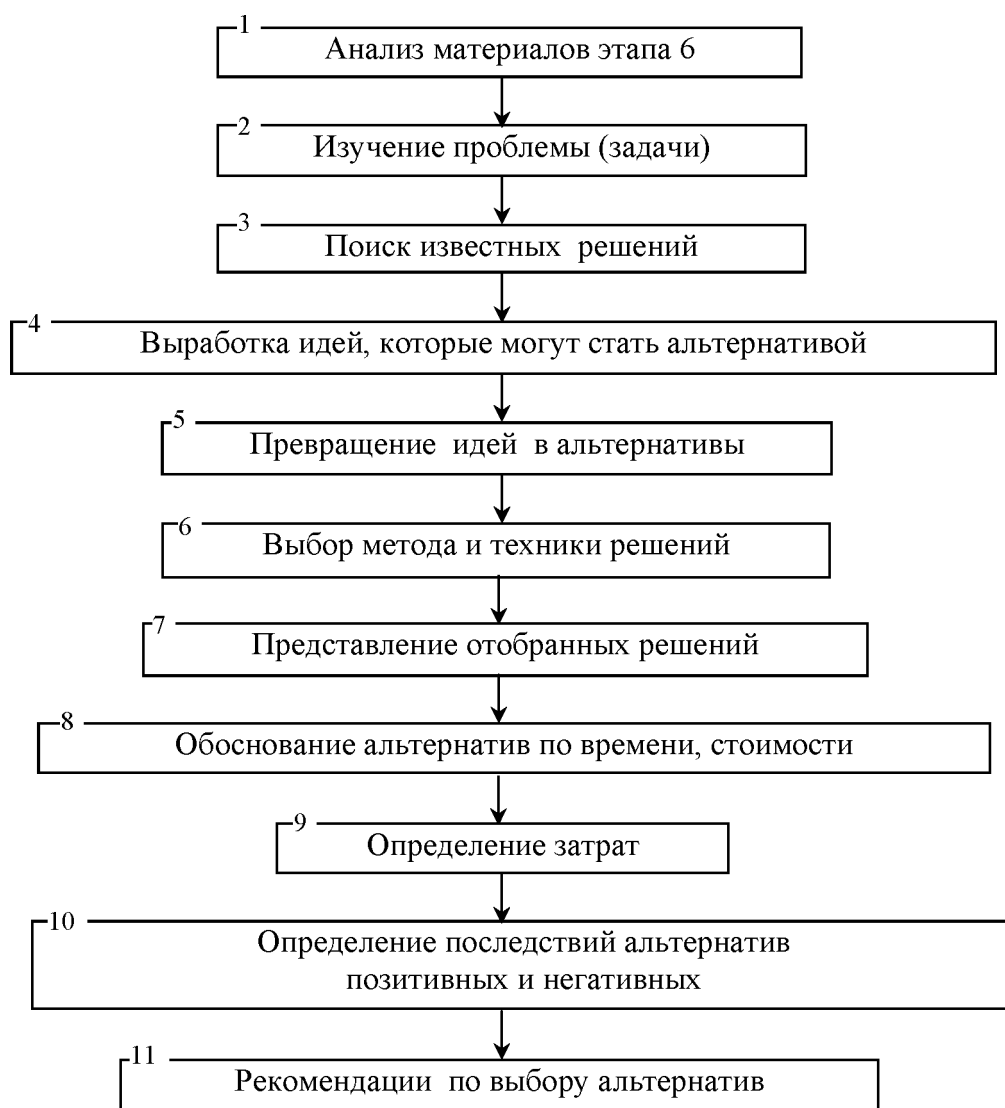 1
Анализ материалов этапа 6
2
Изучение проблемы (задачи)
3
Поиск известных решений
4
Выработка идей, которые могут стать альтернативой
5
Превращение идей в альтернативы
6
Выбор метода и техники решений
7
Представление отобранных решений
8
Обоснование альтернатив по времени, стоимости
9
Определение затрат
10
Определение последствий альтернатив
позитивных и негативных
11
Рекомендации по выбору альтернатив